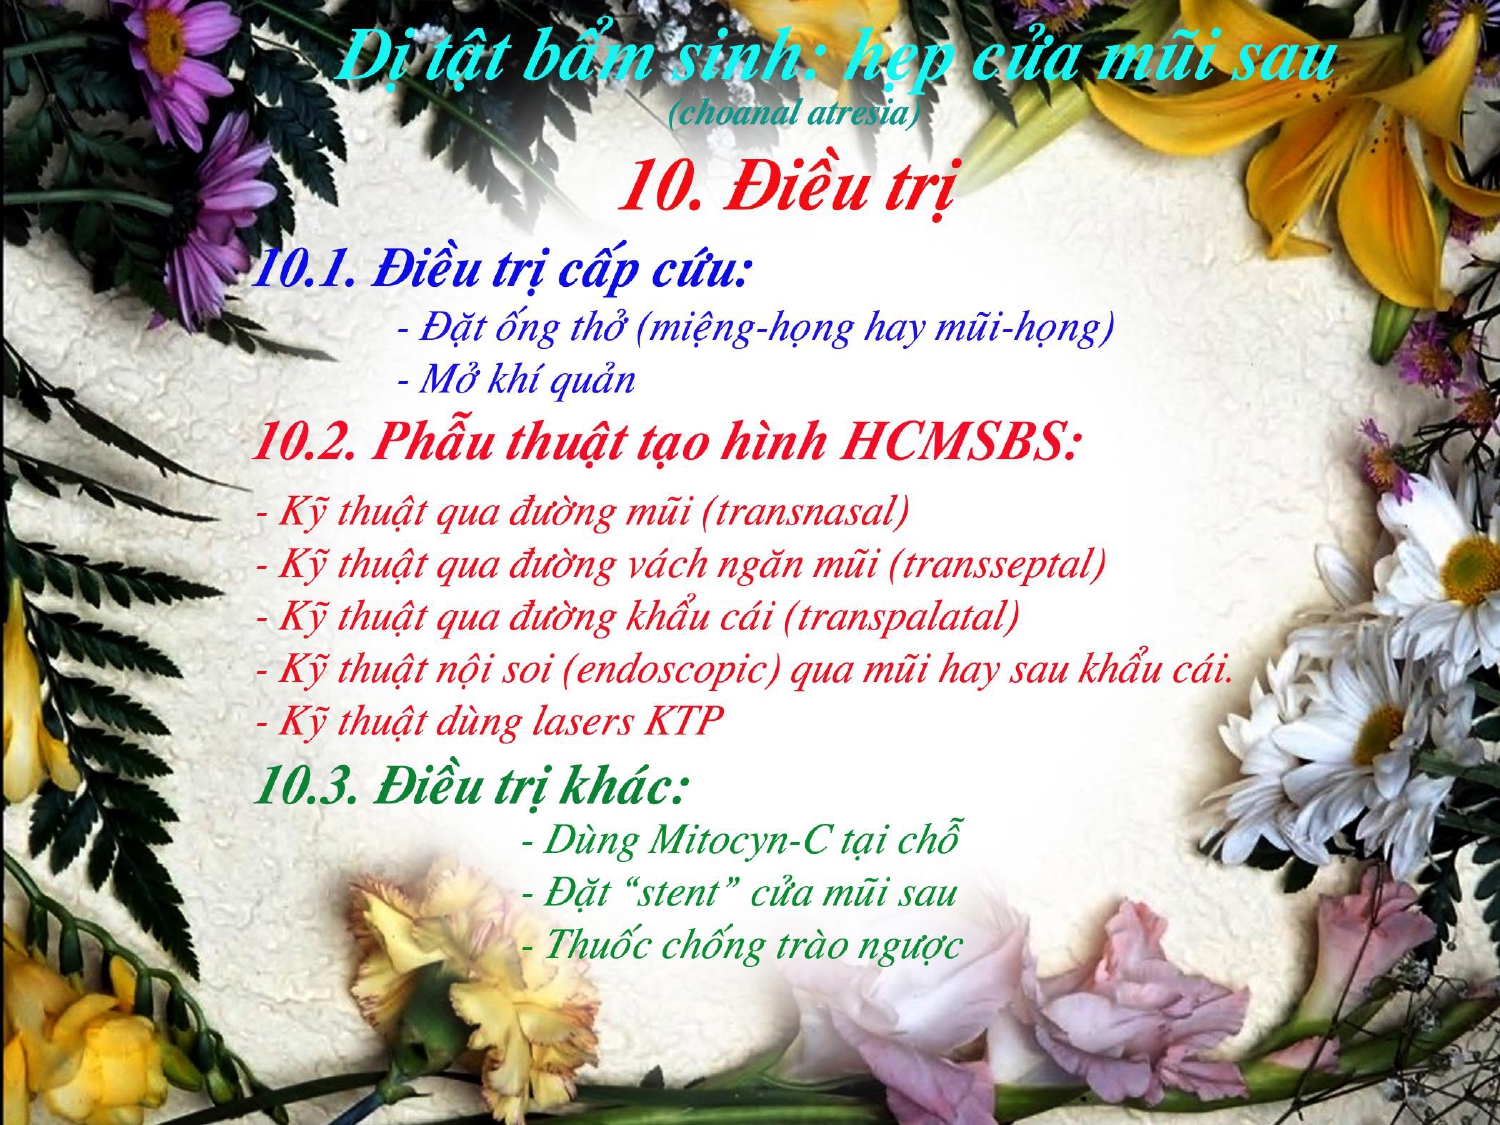 Dị tật bẩm sinh: hẹp cửa mũi sau
(choanal atresia)
10. Điều trị
10.1. Điều trị cấp cứu:
- Đặt ống thở (miệng-họng hay mũi-họng)
- Mở khí quản
10.2. Phẫu thuật tạo hình HCMSBS:
- Kỹ thuật qua đường mũi (transnasal)
- Kỹ thuật qua đường vách ngăn mũi (transseptal)
- Kỹ thuật qua đường khẩu cái (transpalatal)
- Kỹ thuật nội soi (endoscopic) qua mũi hay sau khẩu cái.
- Kỹ thuật dùng lasers KTP
10.3. Điều trị khác:
- Dùng Mitocyn-C tại chỗ
- Đặt “stent” cửa mũi sau
- Thuốc chống trào ngược